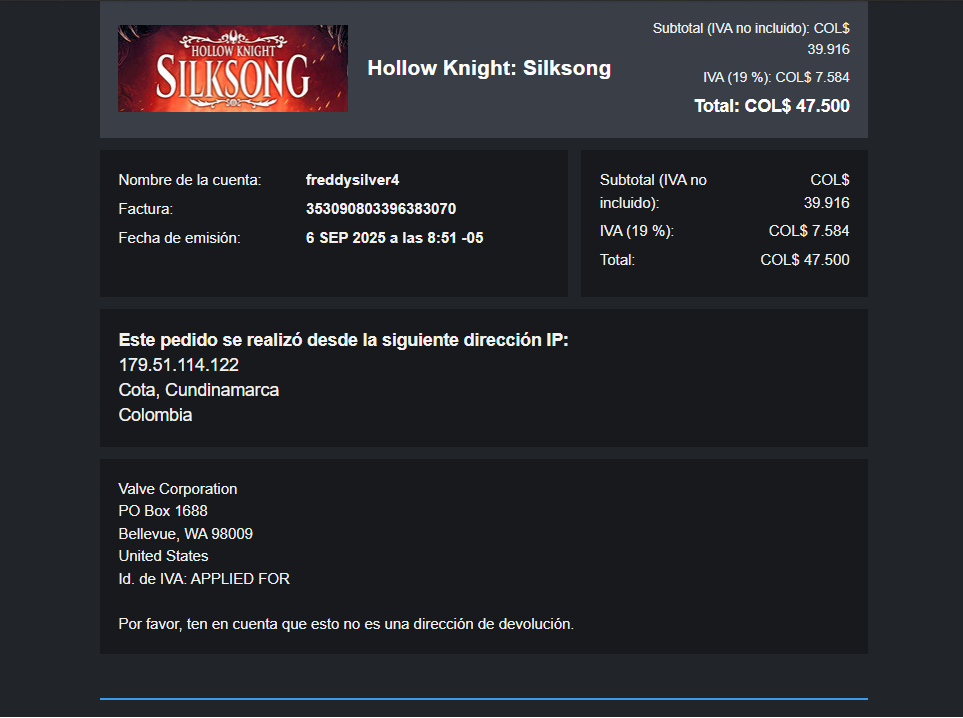 HOLLOW KNIGHT
SILKSONG
Hollow Knight: Silksong
Subtotal (IVA no incluido): COL$
39.916
IVA (19 %): COL$ 7.584
Total: COL$ 47.500
Nombre de la cuenta: freddysilver4
Factura: 353090803396383070
Fecha de emisión: 6 SEP 2025 a las 8:51 -05
Subtotal (IVA no COL$
incluido): 39.916
IVA (19 %): COL$ 7.584
Total: COL$ 47.500
Este pedido se realizó desde la siguiente dirección IP:
179.51.114.122
Cota, Cundinamarca
Colombia
Valve Corporation
PO Box 1688
Bellevue, WA 98009
United States
Id. de IVA: APPLIED FOR
Por favor, ten en cuenta que esto no es una dirección de devolución.